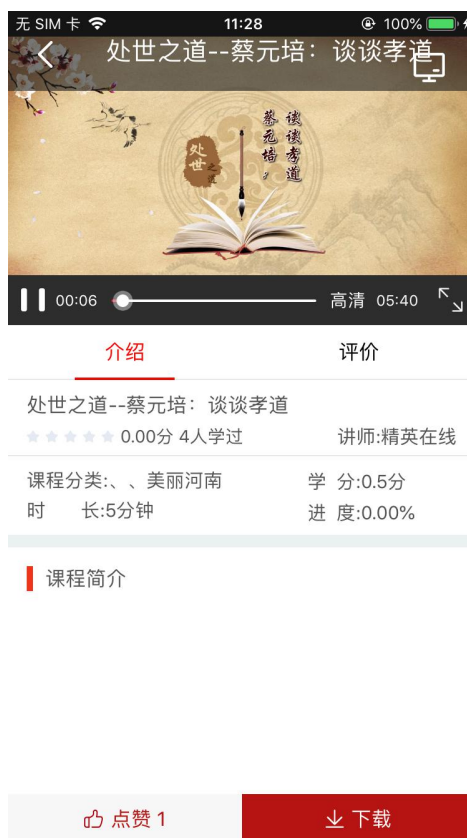 无 SIM 卡 11:28 100%
处世之道--蔡元培：谈谈孝道
谈谈孝道
蔡元培：
处世之道
00:06 高清 05:40
介绍 评价
处世之道--蔡元培：谈谈孝道
0.00分 4人学过 讲师:精英在线
课程分类:、、美丽河南 学 分:0.5分
时 长:5分钟 进 度:0.00%
课程简介
点赞 1 下载